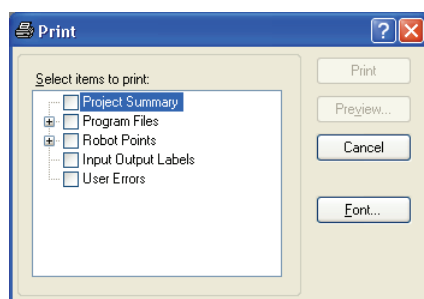 Print
Select items to print:
Project Summary
Program Files
Robot Points
Input Output Labels
User Errors
Print
Preview...
Cancel
Font...